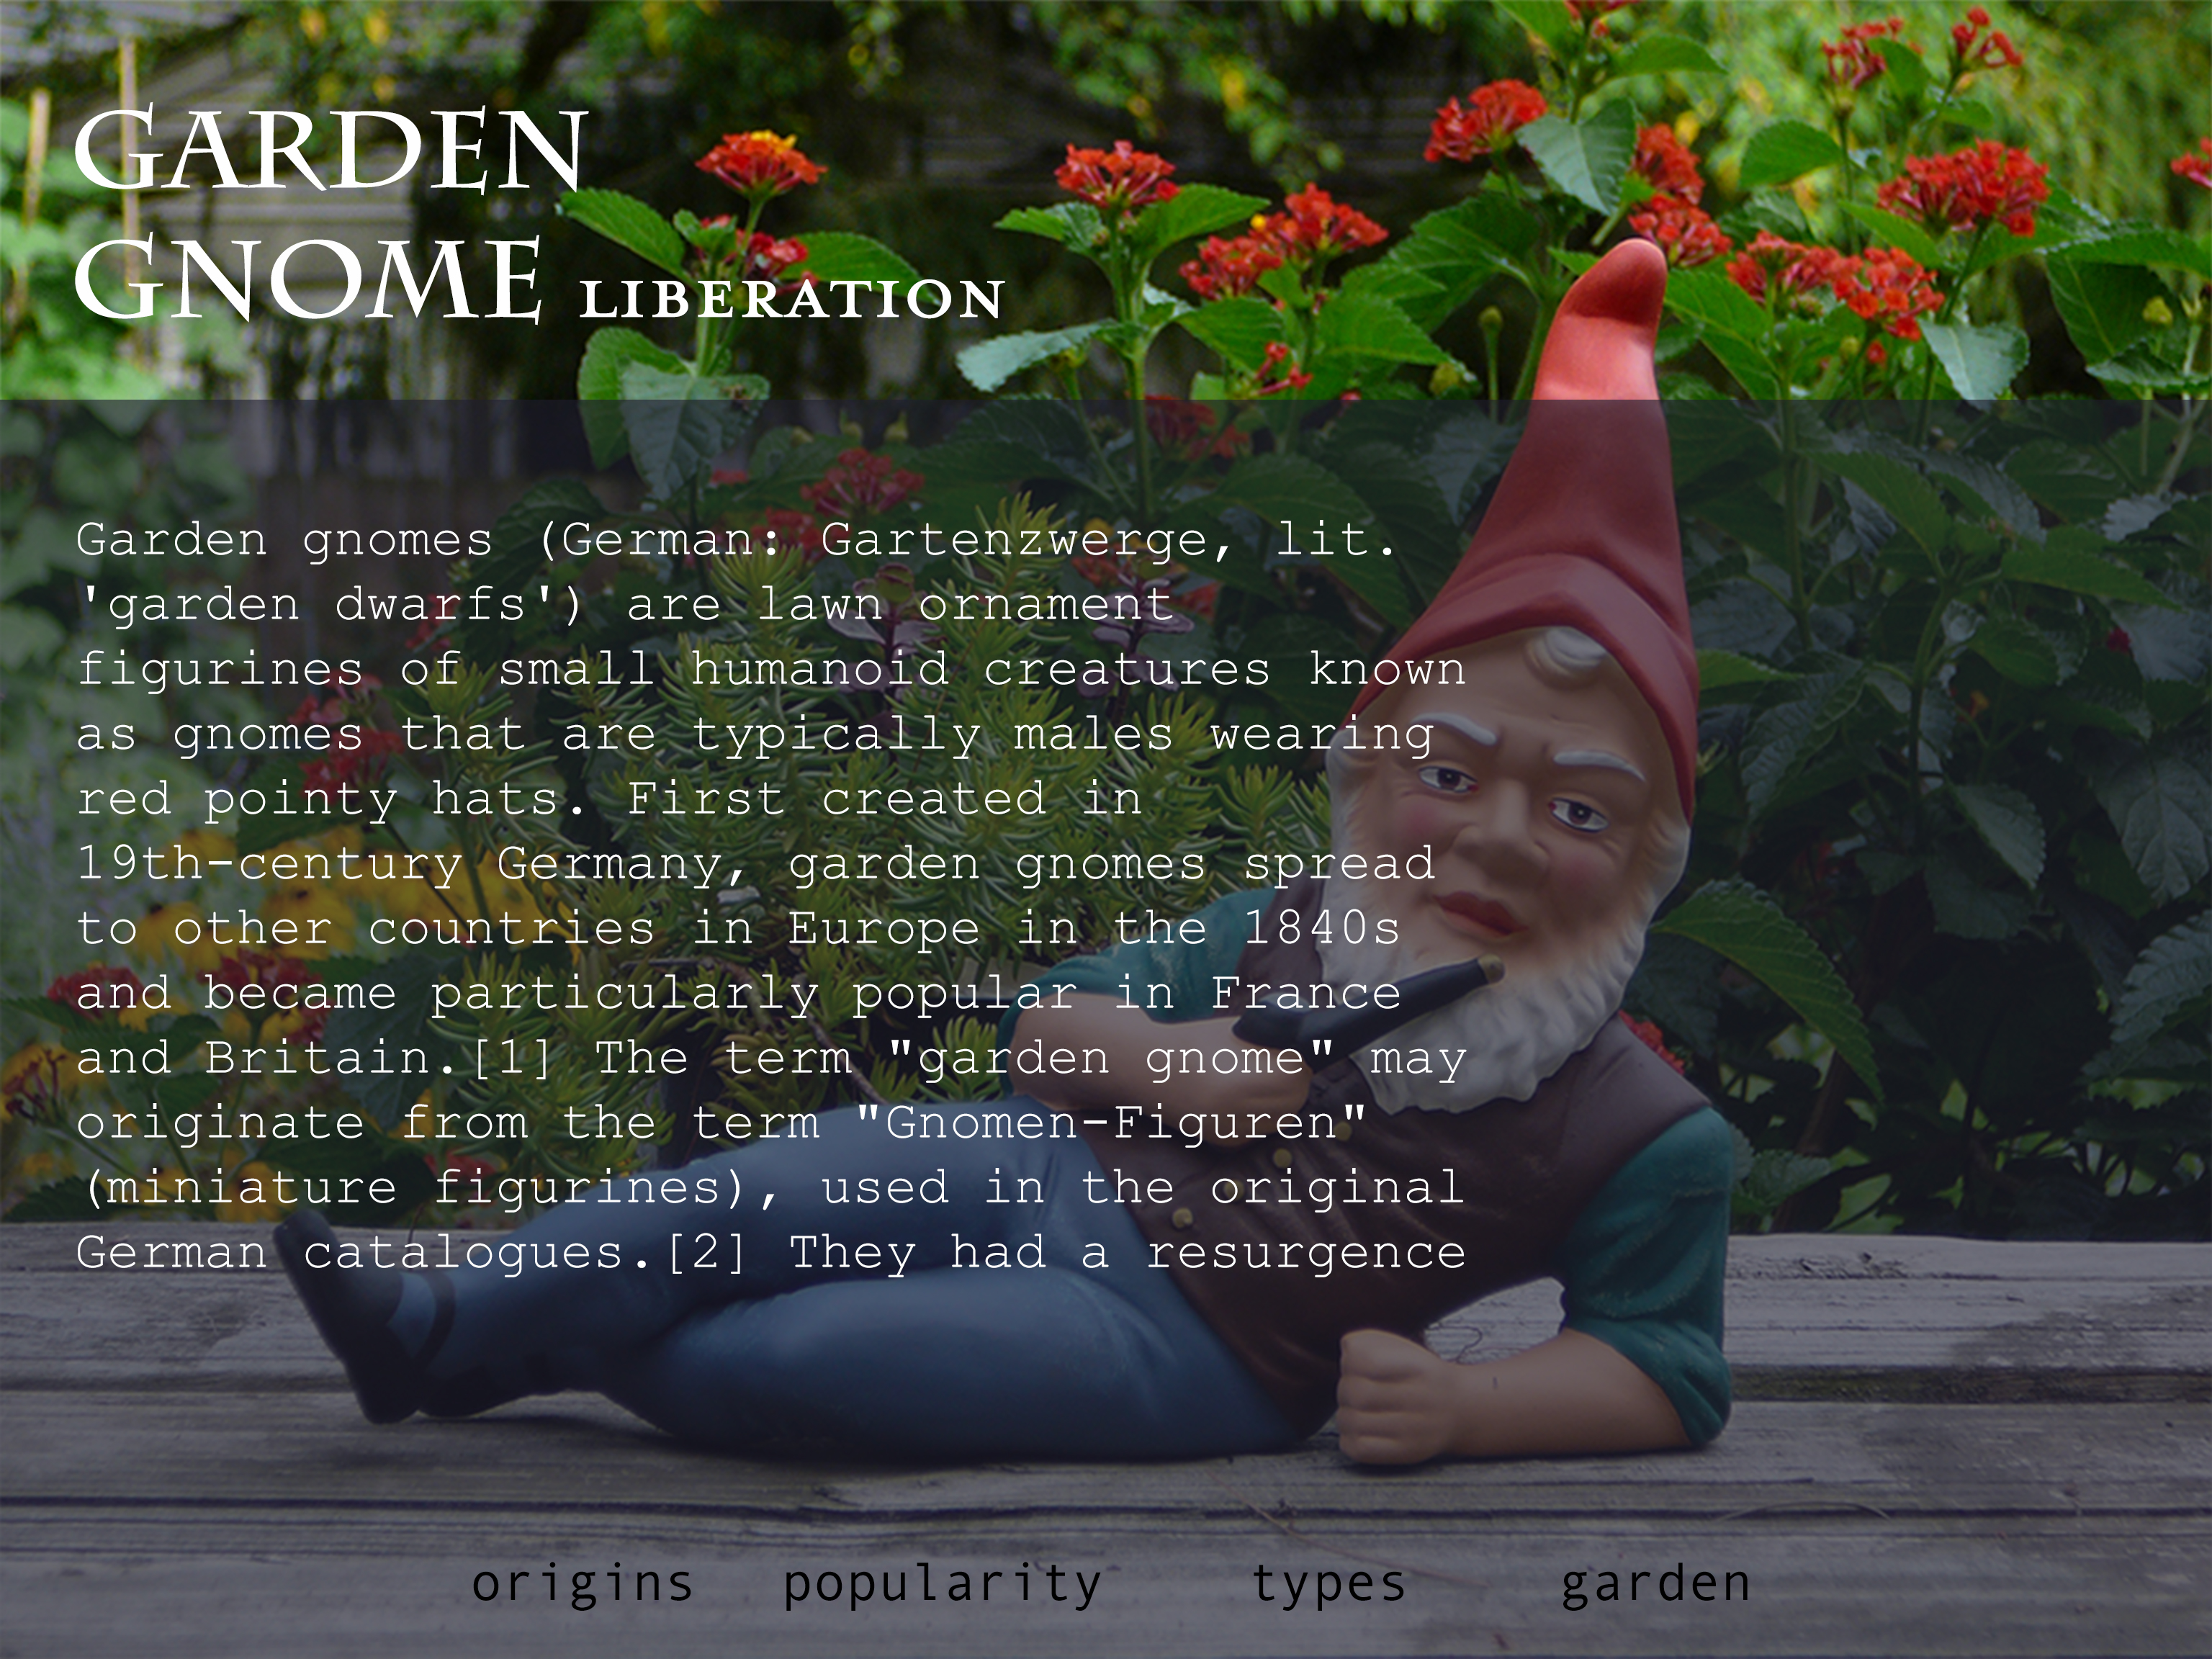 GARDEN
GNOME LIBERATION
Garden gnomes (German: Gartenzwerge, lit.
'garden dwarfs') are lawn ornament
figurines of small humanoid creatures known
as gnomes that are typically males wearing
red pointy hats. First created in
19th-century Germany, garden gnomes spread
to other countries in Europe in the 1840s
and became particularly popular in France
and Britain.[1] The term "garden gnome" may
originate from the term "Gnomen-Figuren"
(miniature figurines), used in the original
German catalogues.[2] They had a resurgence
origins popularity types garden